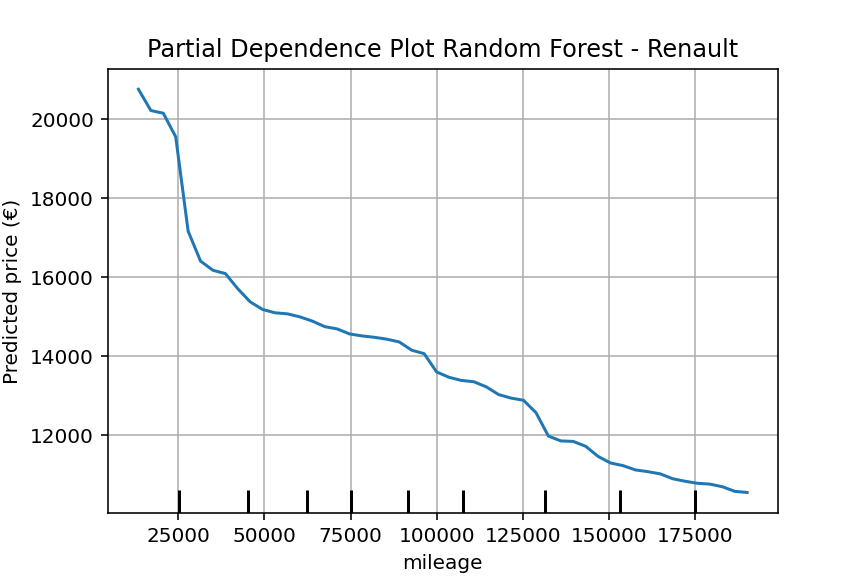 Partial Dependence Plot Random Forest - Renault
Predicted price (€)
20000
18000
16000
14000
12000
25000 50000 75000 100000 125000 150000 175000
mileage